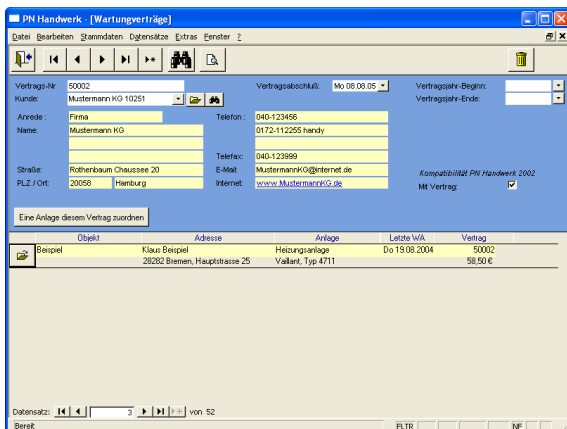 PN Handwerk - [Wartungverträge]
Datei Bearbeiten Stammdaten Datensätze Extras Fenster ?
Vertrags-Nr 50002 Vertragsabschluß: Mo 08.08.05 Vertragsjahr-Beginn:
Kunde: Mustermann KG 10251 Vertragsjahr-Ende:
Anrede : Firma Telefon : 040-123456
Name: Mustermann KG 0172-112255 handy
Telefax: 040-123999
Straße: Rothenbaum Chaussee 20 E-Mail: MustermannKG@internet.de Kompatibilität PN Handwerk 2002
PLZ / Ort: 20058 Hamburg Internet: www.MustermannKG.de Mit Vertrag:
Eine Anlage diesem Vertrag zuordnen
Objekt Adresse Anlage Letzte WA Vertrag
Beispiel Klaus Beispiel Heizungsanlage Do 19.08.2004 50002
28282 Bremen, Hauptstrasse 25 Vaillant, Typ 4711 58,50 €
Datensatz: 3 von 52
Bereit FLTR NF